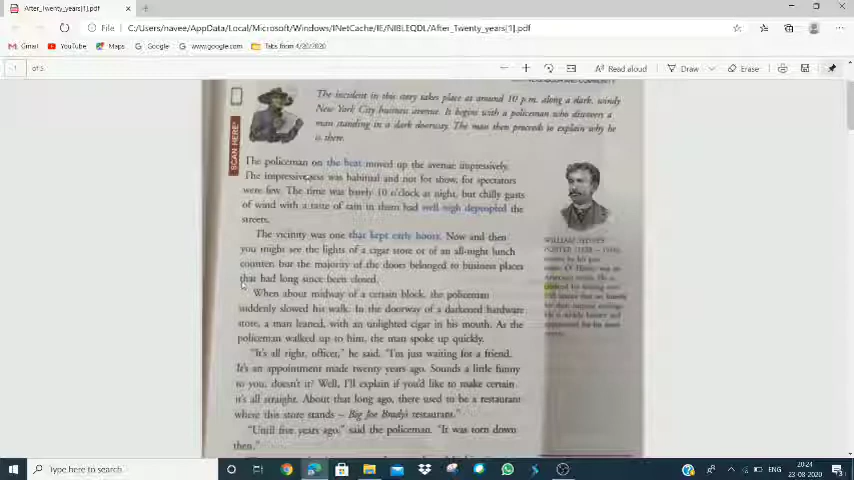 After_Twenty_years[1].pdf
C:/Users/navee/AppData/Local/Microsoft/Windows/INetCache/IE/NIBLEQDL/After_Twenty_years[1].pdf
Gmail YouTube Maps Google www.google.com Tabs from 4/22/2020
1 of 5 Read aloud Draw Erase
SCAN HERE
The incident in this story takes place at around 10 p.m. along a dark, windy
New York City business avenue. It begins with a policeman who discovers a
man standing in a dark doorway. The man then proceeds to explain why he
is there.
The policeman on the beat moved up the avenue impressively.
The impressiveness was habitual and not for show, for spectators
were few. The time was barely 10 o'clock at night, but chilly gusts
of wind with a taste of rain in them had well nigh depeopled the
streets.
The vicinity was one that kept early hours. Now and then
you might see the lights of a cigar store or of an all-night lunch
counter; but the majority of the doors belonged to business places
that had long since been closed.
When about midway of a certain block, the policeman
suddenly slowed his walk. In the doorway of a darkened hardware
store, a man leaned, with an unlighted cigar in his mouth. As the
policeman walked up to him, the man spoke up quickly.
"It's all right, officer," he said. "I'm just waiting for a friend.
It's an appointment made twenty years ago. Sounds a little funny
to you, doesn't it? Well, I'll explain if you'd like to make certain
it's all straight. About that long ago, there used to be a restaurant
where this store stands – Big Joe Brady's restaurant."
"Until five years ago," said the policeman. "It was torn down
then."
WILLIAM SYDNEY
PORTER
Type here to search
ENG
20:24
23-08-2020
3